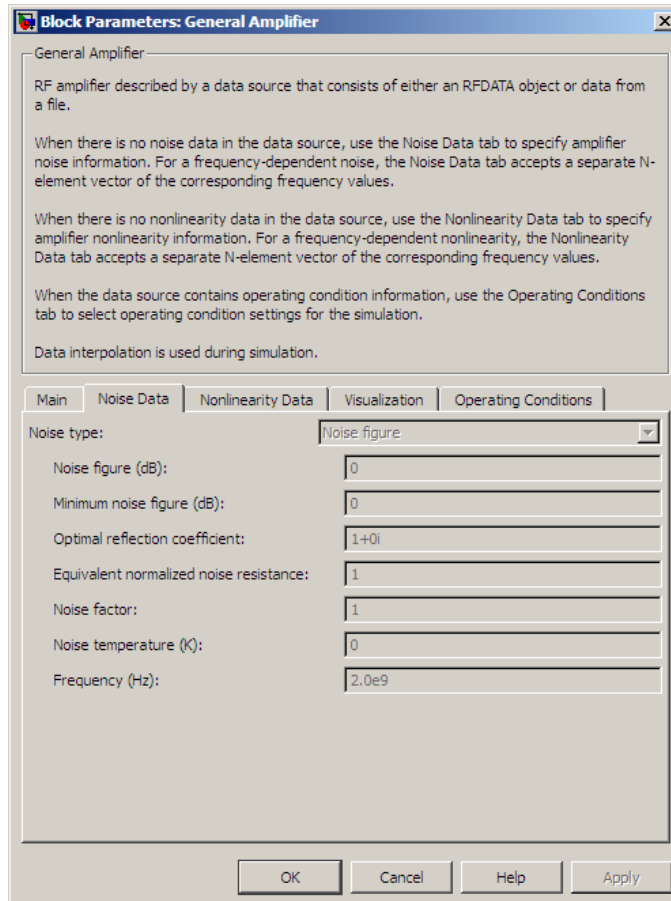 Block Parameters: General Amplifier
General Amplifier
RF amplifier described by a data source that consists of either an RFDATA object or data from
a file.
When there is no noise data in the data source, use the Noise Data tab to specify amplifier
noise information. For a frequency-dependent noise, the Noise Data tab accepts a separate N-
element vector of the corresponding frequency values.
When there is no nonlinearity data in the data source, use the Nonlinearity Data tab to specify
amplifier nonlinearity information. For a frequency-dependent nonlinearity, the Nonlinearity
Data tab accepts a separate N-element vector of the corresponding frequency values.
When the data source contains operating condition information, use the Operating Conditions
tab to select operating condition settings for the simulation.
Data interpolation is used during simulation.
Main Noise Data Nonlinearity Data Visualization Operating Conditions
Noise type: Noise figure
Noise figure (dB): 0
Minimum noise figure (dB): 0
Optimal reflection coefficient: 1+0i
Equivalent normalized noise resistance: 1
Noise factor: 1
Noise temperature (K): 0
Frequency (Hz): 2.0e9
OK Cancel Help Apply